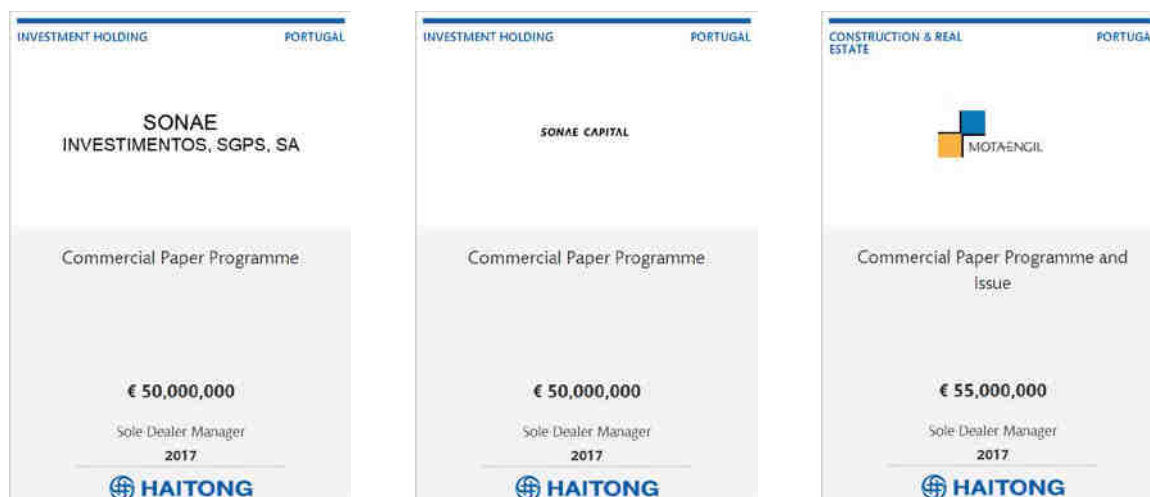 INVESTMENT HOLDING PORTUGAL
SONAE
INVESTIMENTOS, SGPS, SA
Commercial Paper Programme
€ 50,000,000
Sole Dealer Manager
2017
HAITONG
INVESTMENT HOLDING PORTUGAL
SONAE CAPITAL
Commercial Paper Programme
€ 50,000,000
Sole Dealer Manager
2017
HAITONG
CONSTRUCTION & REAL PORTUGA
ESTATE
MOTA-ENGIL
Commercial Paper Programme and
Issue
€ 55,000,000
Sole Dealer Manager
2017
HAITONG